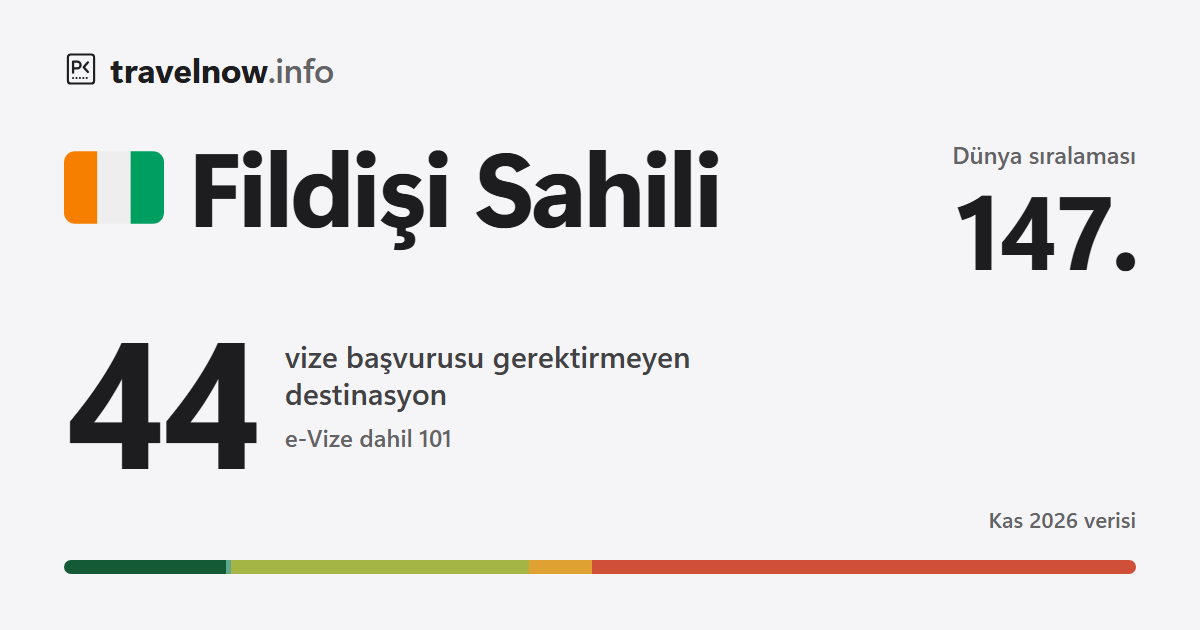 travelnow.info
Fildişi Sahili
Dünya sıralaması
147.
44
vize başvurusu gerektirmeyen
destinasyon
e-Vize dahil 101
Kas 2026 verisi